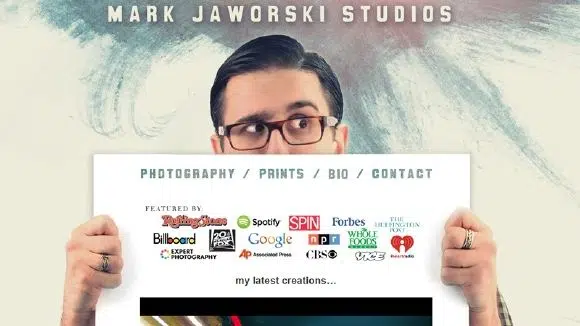 MARK JAWORSKI STUDIOS
PHOTOGRAPHY / PRINTS / BIO / CONTACT
FEATURED BY:
RollingStone Spotify SPIN Forbes THE HUFFINGTON POST
Billboard 20th CENTURY FOX Google npr WHOLE FOODS MARKET iHeartRadio
EXPERT PHOTOGRAPHY AP Associated Press CBS VICE
my latest creations...